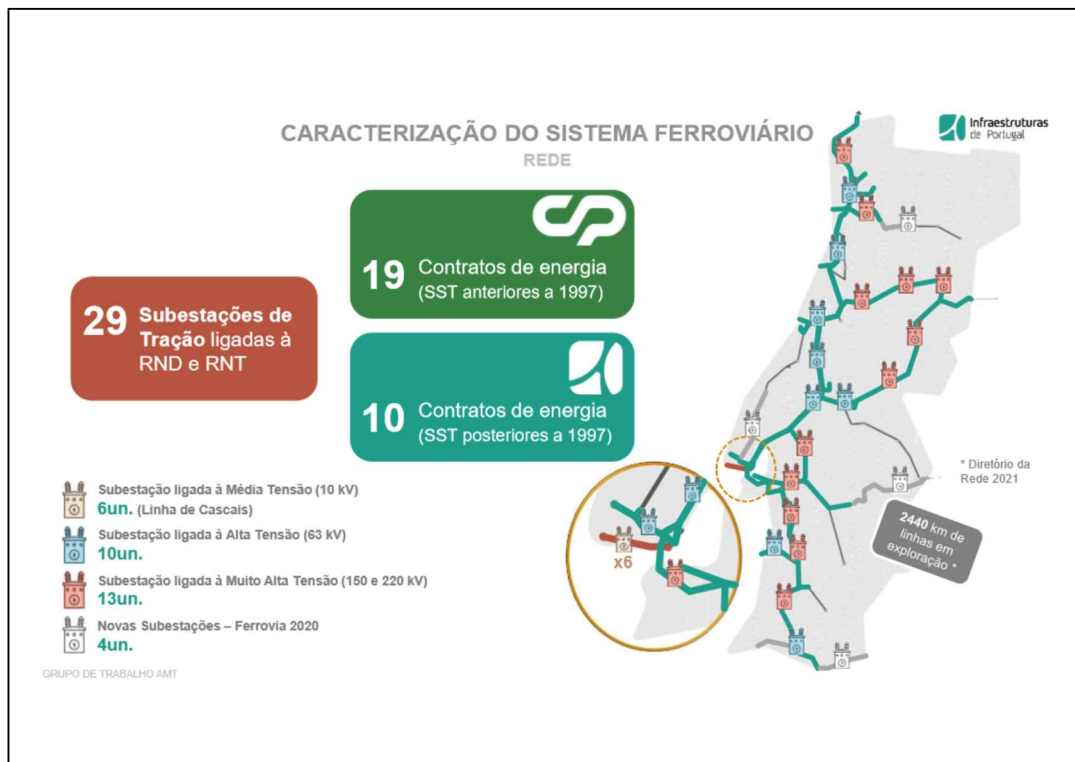 CARACTERIZAÇÃO DO SISTEMA FERROVIÁRIO
REDE
Infraestruturas
de Portugal
29 Subestações de
Tração ligadas à
RND e RNT
CP
19 Contratos de energia
(SST anteriores a 1997)
10 Contratos de energia
(SST posteriores a 1997)
Subestação ligada à Média Tensão (10 kV)
6un. (Linha de Cascais)
Subestação ligada à Alta Tensão (63 kV)
10un.
Subestação ligada à Muito Alta Tensão (150 e 220 kV)
13un.
Novas Subestações – Ferrovia 2020
4un.
x6
* Diretório da
Rede 2021
2440 km de
linhas em
exploração *
GRUPO DE TRABALHO AMT